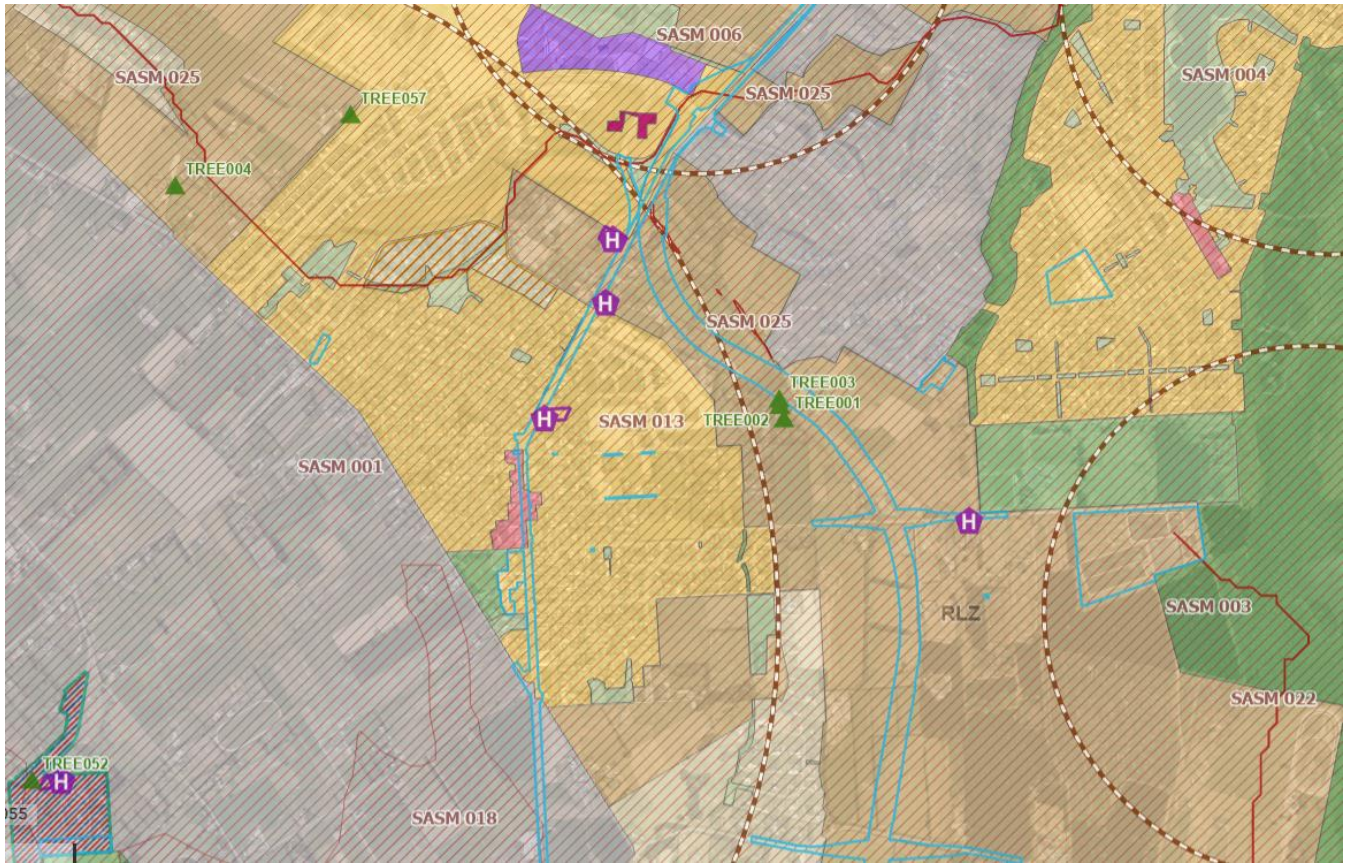 SASM 006
SASM 025
SASM 004
TREE057
SASM 025
TREE004
H
H
SASM 025
TREE003
TREE001
TREE002
H
SASM 013
SASM 001
H
SASM 003
RLZ
SASM 022
TREE052
H
055
SASM 018